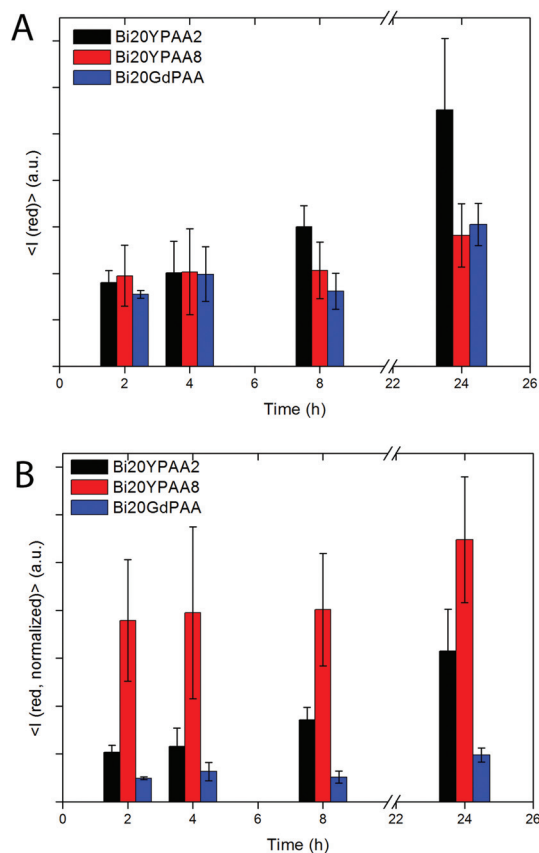 A
Bi20YPAA2
Bi20YPAA8
Bi20GdPAA
<I (red)> (a.u.)
0 2 4 6 8 22 24 26
Time (h)
B
Bi20YPAA2
Bi20YPAA8
Bi20GdPAA
<I (red, normalized)> (a.u.)
0 2 4 6 8 22 24 26
Time (h)